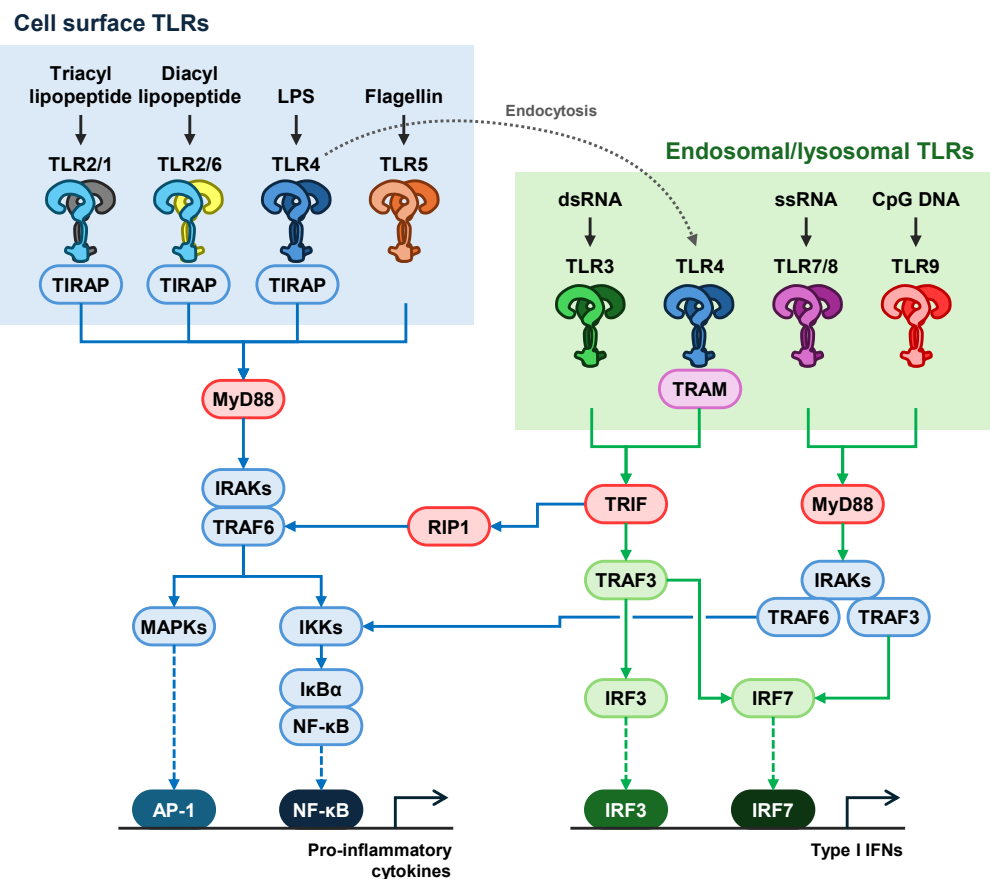 Cell surface TLRs
Triacyl
lipopeptide
Diacyl
lipopeptide
LPS
Flagellin
Endocytosis
TLR2/1
TLR2/6
TLR4
TLR5
TIRAP
TIRAP
TIRAP
Endosomal/lysosomal TLRs
dsRNA
ssRNA
CpG DNA
TLR3
TLR4
TLR7/8
TLR9
TRAM
MyD88
IRAKs
TRAF6
RIP1
TRIF
MyD88
TRAF3
IRAKs
TRAF6
TRAF3
MAPKs
IKKs
IκBα
NF-κB
IRF3
IRF7
AP-1
NF-κB
IRF3
IRF7
Pro-inflammatory
cytokines
Type I IFNs